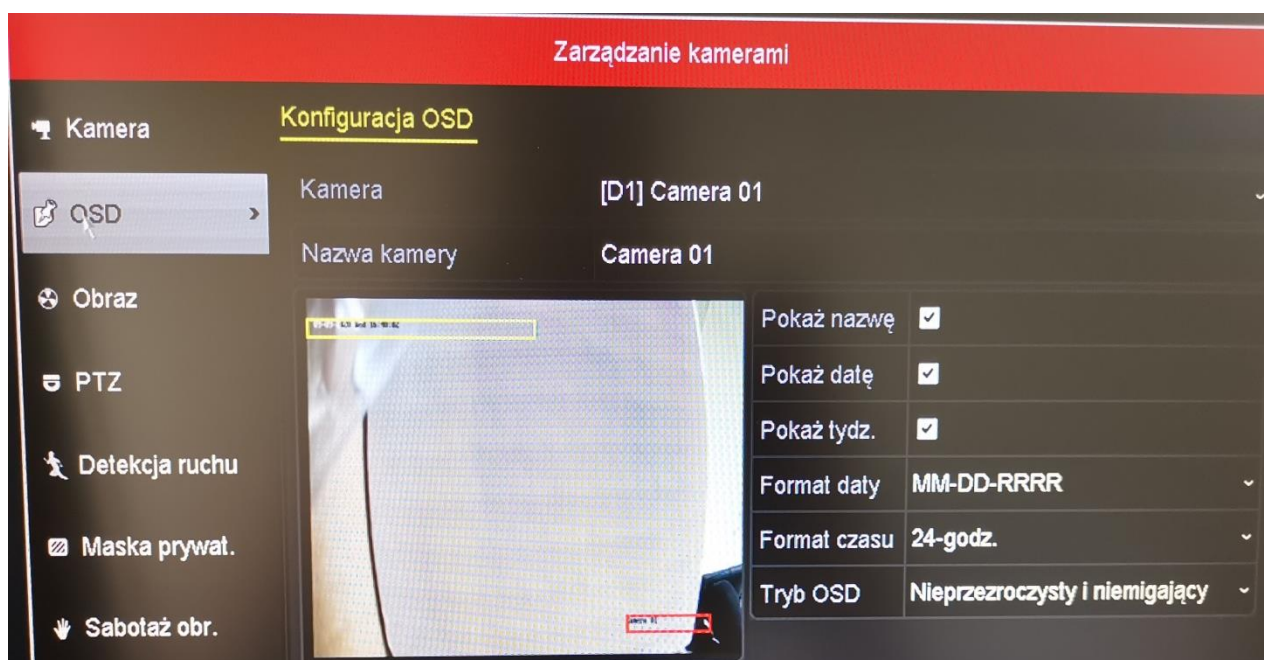 Zarządzanie kamerami
Kamera
OSD
Obraz
PTZ
Detekcja ruchu
Maska prywat.
Sabotaż obr.
Konfiguracja OSD
Kamera [D1] Camera 01
Nazwa kamery Camera 01
Pokaż nazwę
Pokaż datę
Pokaż tydz.
Format daty MM-DD-RRRR
Format czasu 24-godz.
Tryb OSD Nieprzezroczysty i niemigający